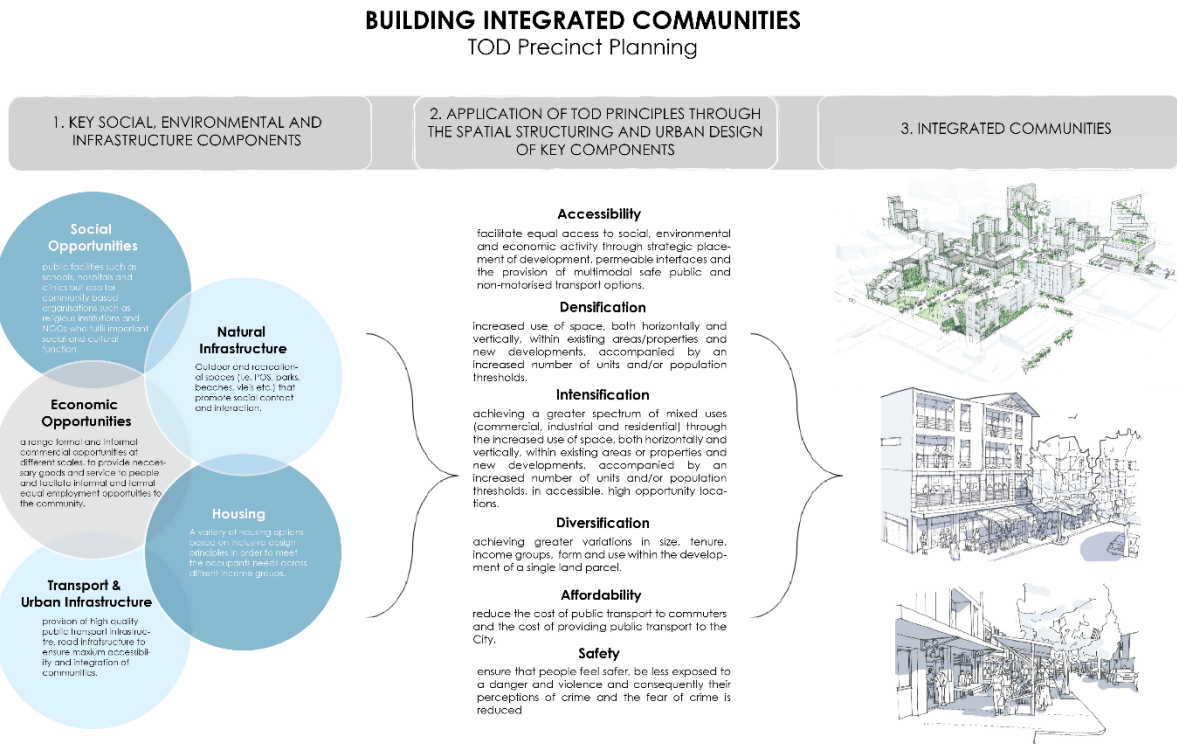 BUILDING INTEGRATED COMMUNITIES
TOD Precinct Planning
1. KEY SOCIAL, ENVIRONMENTAL AND
INFRASTRUCTURE COMPONENTS
2. APPLICATION OF TOD PRINCIPLES THROUGH
THE SPATIAL STRUCTURING AND URBAN DESIGN
OF KEY COMPONENTS
3. INTEGRATED COMMUNITIES
Social
Opportunities
public facilities such as
schools, hospitals and
clinics but also for
community based
organisations such as
religious institutions and
NGOs who fulfil important
social and cultural
function.
Natural
Infrastructure
Outdoor and recreation-
al spaces (i.e. POS, parks,
beaches, vleis etc.) that
promote social contact
and interaction.
Economic
Opportunities
a range formal and informal
commercial opportunities at
different scales, to provide necces-
sary goods and service to people
and facilate informal and formal
equal employment opportuities to
the community.
Housing
A variety of housing options
based on inclusive design
principles in order to meet
the occupants needs across
diffrent income groups.
Transport &
Urban Infrastructure
provison of high quality
public transport infrastruc-
tre, road infratsructure to
ensure maxium accessibil-
ity and integration of
communities.
Accessibility
facilitate equal access to social, environmental
and economic activity through strategic place-
ment of development, permeable interfaces and
the provision of multimodal safe public and
non-motorised transport options.
Densification
increased use of space, both horizontally and
vertically, within existing areas/properties and
new developments, accompanied by an
increased number of units and/or population
thresholds.
Intensification
achieving a greater spectrum of mixed uses
(commercial, industrial and residential) through
the increased use of space, both horizontally and
vertically, within existing areas or properties and
new developments, accompanied by an
increased number of units and/or population
thresholds, in accessible, high opportunity loca-
tions.
Diversification
achieving greater variations in size, tenure,
income groups, form and use within the develop-
ment of a single land parcel.
Affordability
reduce the cost of public transport to commuters
and the cost of providing public transport to the
City.
Safety
ensure that people feel safer, be less exposed to
a danger and violence and consequently their
perceptions of crime and the fear of crime is
reduced